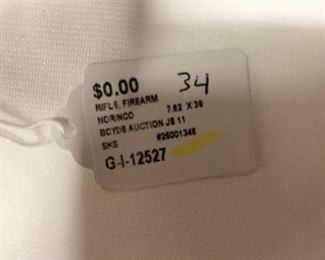 $0.00 34
RIFLE, FIREARM
NORINCO 7.62 X 39
BOYDS AUCTION JS 11
SKS #26001346
G-I-12527